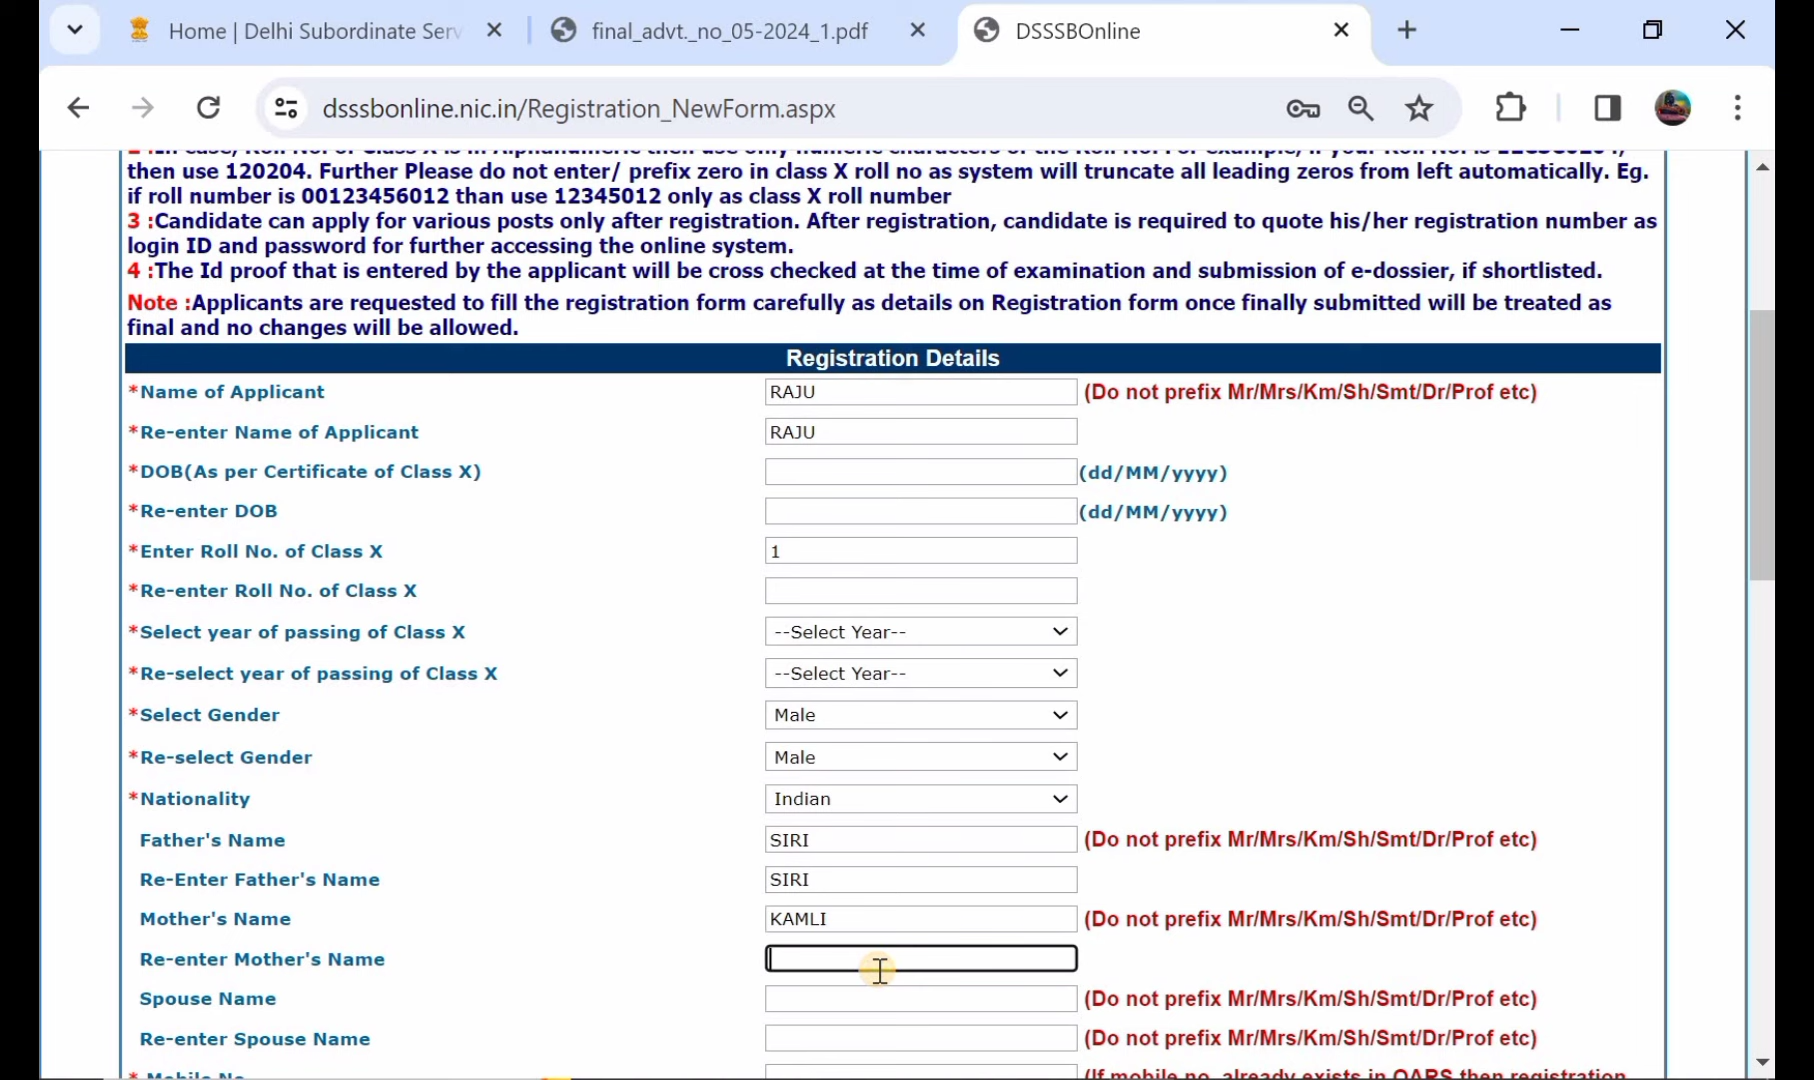 Home | Delhi Subordinate Serv
final_advt._no_05-2024_1.pdf
DSSSBOnline
dsssbonline.nic.in/Registration_NewForm.aspx
then use 120204. Further Please do not enter/ prefix zero in class X roll no as system will truncate all leading zeros from left automatically. Eg.
if roll number is 00123456012 than use 12345012 only as class X roll number
3 :Candidate can apply for various posts only after registration. After registration, candidate is required to quote his/her registration number as
login ID and password for further accessing the online system.
4 :The Id proof that is entered by the applicant will be cross checked at the time of examination and submission of e-dossier, if shortlisted.
Note :Applicants are requested to fill the registration form carefully as details on Registration form once finally submitted will be treated as
final and no changes will be allowed.
Registration Details
*Name of Applicant RAJU (Do not prefix Mr/Mrs/Km/Sh/Smt/Dr/Prof etc)
*Re-enter Name of Applicant RAJU
*DOB(As per Certificate of Class X) (dd/MM/yyyy)
*Re-enter DOB (dd/MM/yyyy)
*Enter Roll No. of Class X 1
*Re-enter Roll No. of Class X
*Select year of passing of Class X --Select Year--
*Re-select year of passing of Class X --Select Year--
*Select Gender Male
*Re-select Gender Male
*Nationality Indian
Father's Name SIRI (Do not prefix Mr/Mrs/Km/Sh/Smt/Dr/Prof etc)
Re-Enter Father's Name SIRI
Mother's Name KAMLI (Do not prefix Mr/Mrs/Km/Sh/Smt/Dr/Prof etc)
Re-enter Mother's Name
Spouse Name (Do not prefix Mr/Mrs/Km/Sh/Smt/Dr/Prof etc)
Re-enter Spouse Name (Do not prefix Mr/Mrs/Km/Sh/Smt/Dr/Prof etc)
* Mobile No (If mobile no. already exists in OARS then registration